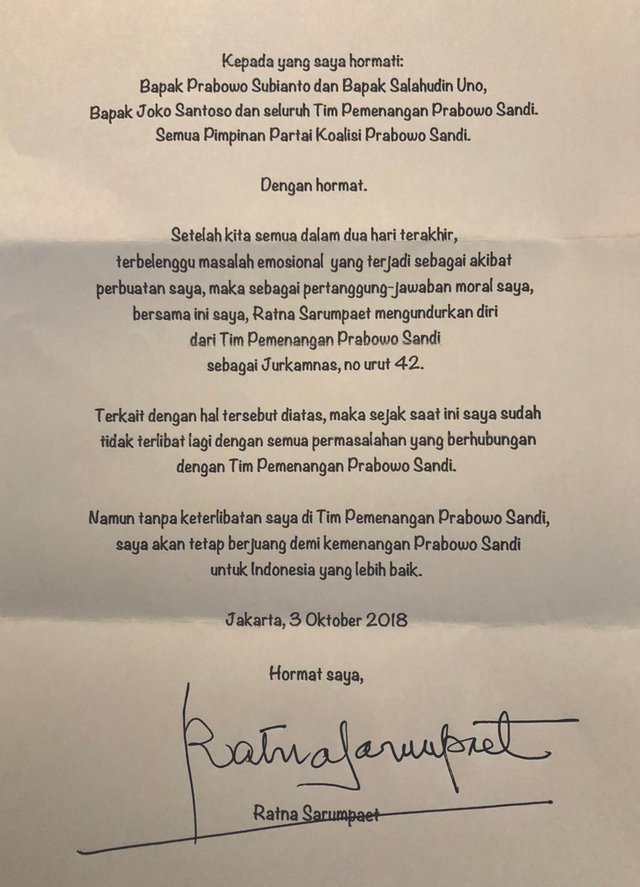 Kepada yang saya hormati:
Bapak Prabowo Subianto dan Bapak Salahudin Uno,
Bapak Joko Santoso dan seluruh Tim Pemenangan Prabowo Sandi.
Semua Pimpinan Partai Koalisi Prabowo Sandi.
Dengan hormat.
Setelah kita semua dalam dua hari terakhir,
terbelenggu masalah emosional yang terjadi sebagai akibat
perbuatan saya, maka sebagai pertanggung-jawaban moral saya,
bersama ini saya, Ratna Sarumpaet mengundurkan diri
dari Tim Pemenangan Prabowo Sandi
sebagai Jurkamnas, no urut 42.
Terkait dengan hal tersebut diatas, maka sejak saat ini saya sudah
tidak terlibat lagi dengan semua permasalahan yang berhubungan
dengan Tim Pemenangan Prabowo Sandi.
Namun tanpa keterlibatan saya di Tim Pemenangan Prabowo Sandi,
saya akan tetap berjuang demi kemenangan Prabowo Sandi
untuk Indonesia yang lebih baik.
Jakarta, 3 Oktober 2018
Hormat saya,
Ratna Sarumpaet
Ratna Sarumpaet